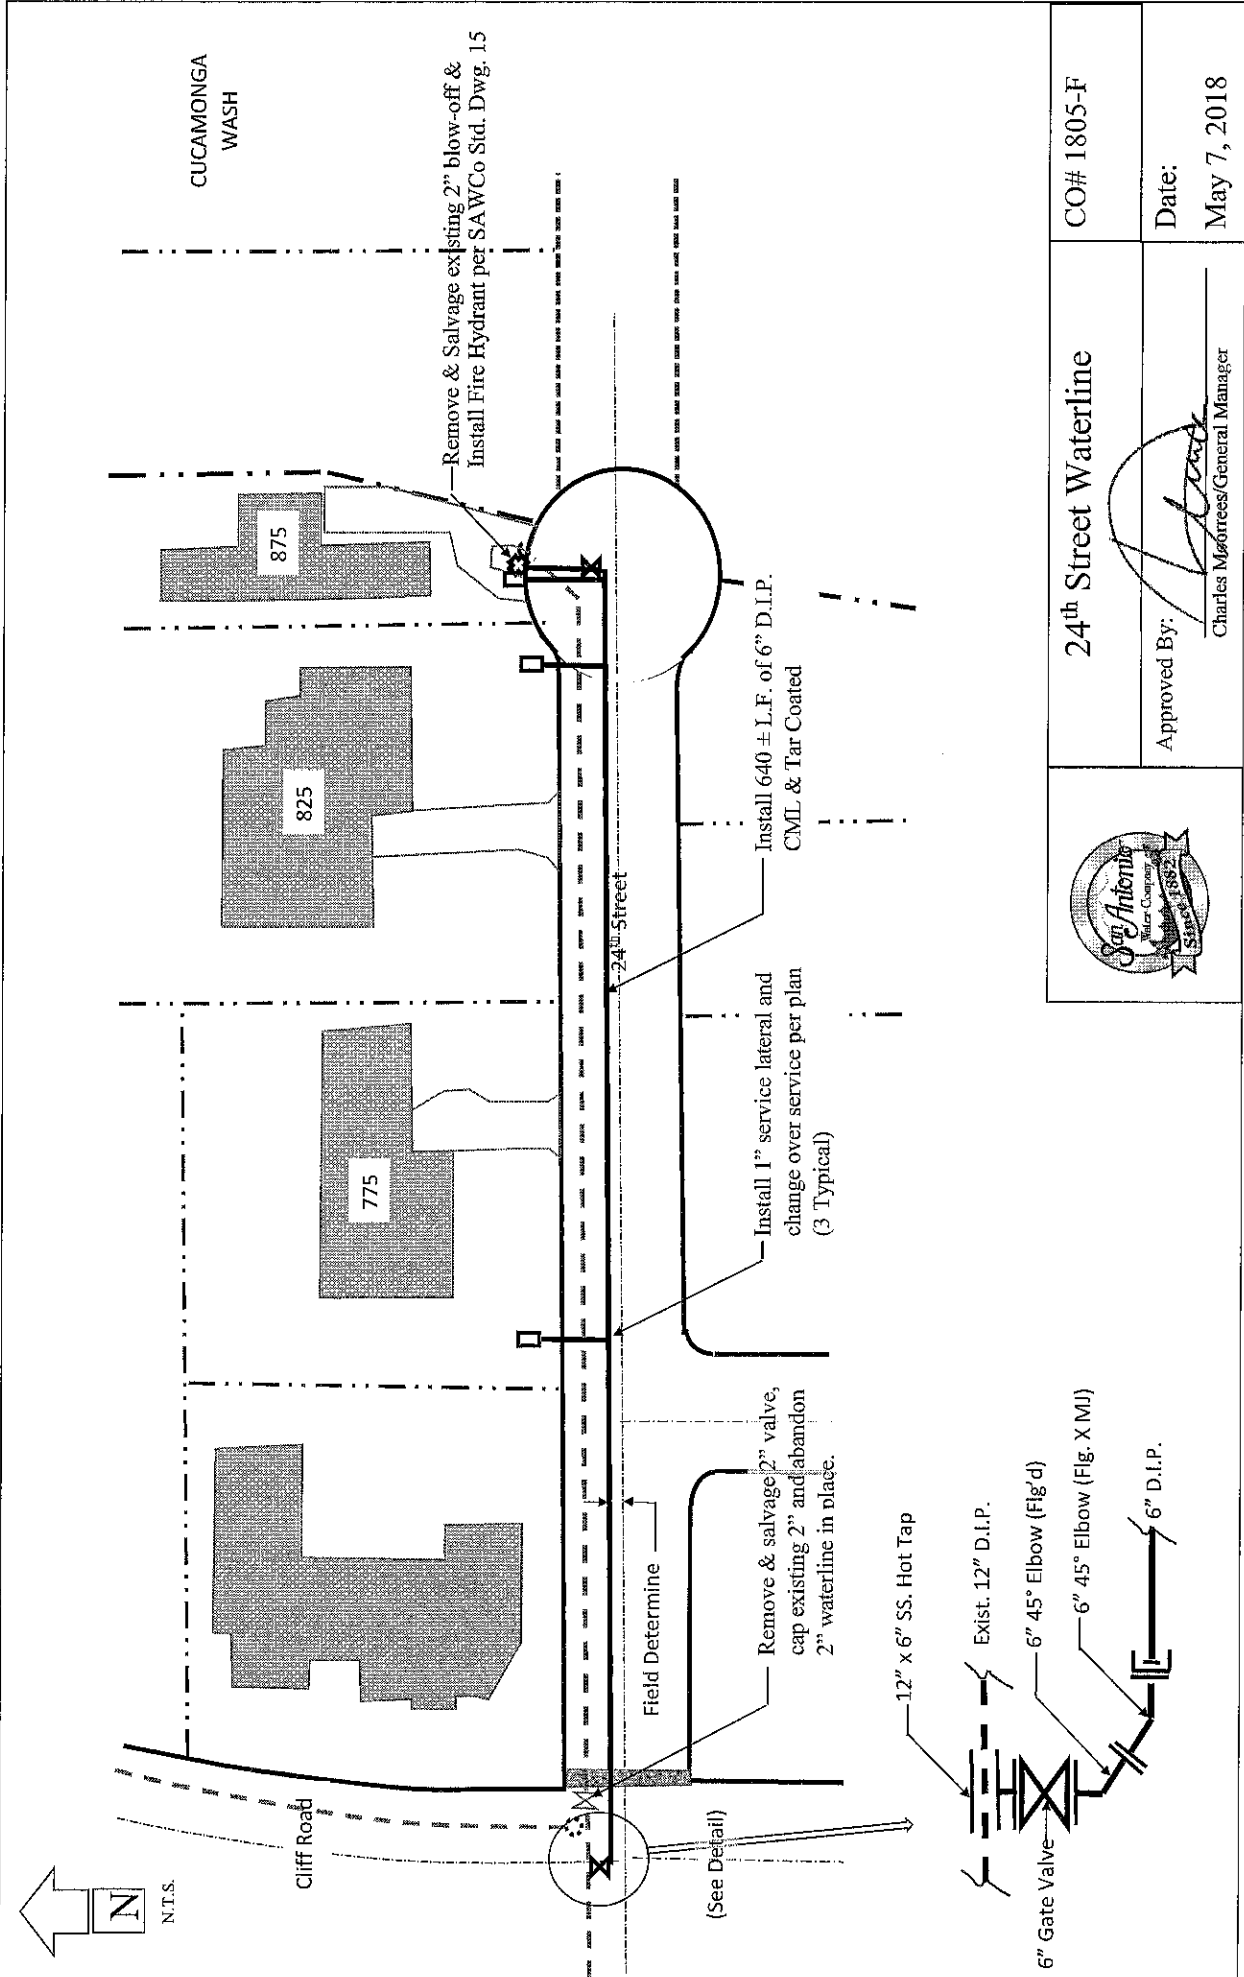 N
N.T.S.
CUCAMONGA
WASH
Cliff Road
775
825
875
Remove & Salvage existing 2" blow-off &
Install Fire Hydrant per SAWCo Std. Dwg. 15
24th Street
Field Determine
Remove & salvage 2" valve,
cap existing 2" and abandon
2" waterline in place.
Install 1" service lateral and
change over service per plan
(3 Typical)
Install 640 ± L.F. of 6" D.I.P.
CML & Tar Coated
(See Detail)
12" x 6" SS. Hot Tap
Exist. 12" D.I.P.
6" Gate Valve
6" 45° Elbow (Flg'd)
6" 45° Elbow (Flg. X MJ)
6" D.I.P.
San Antonio
Water Company
Since 1882
24th Street Waterline
CO# 1805-F
Approved By:
Charles Moorrees/General Manager
Date:
May 7, 2018